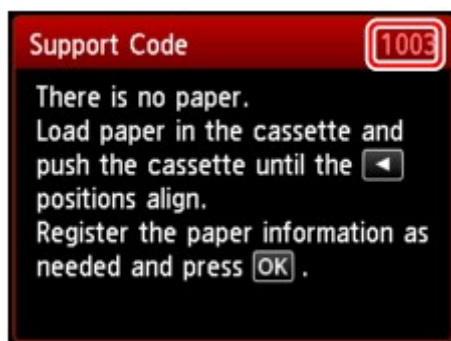 Support Code 1003
There is no paper.
Load paper in the cassette and
push the cassette until the ◀
positions align.
Register the paper information as
needed and press OK .